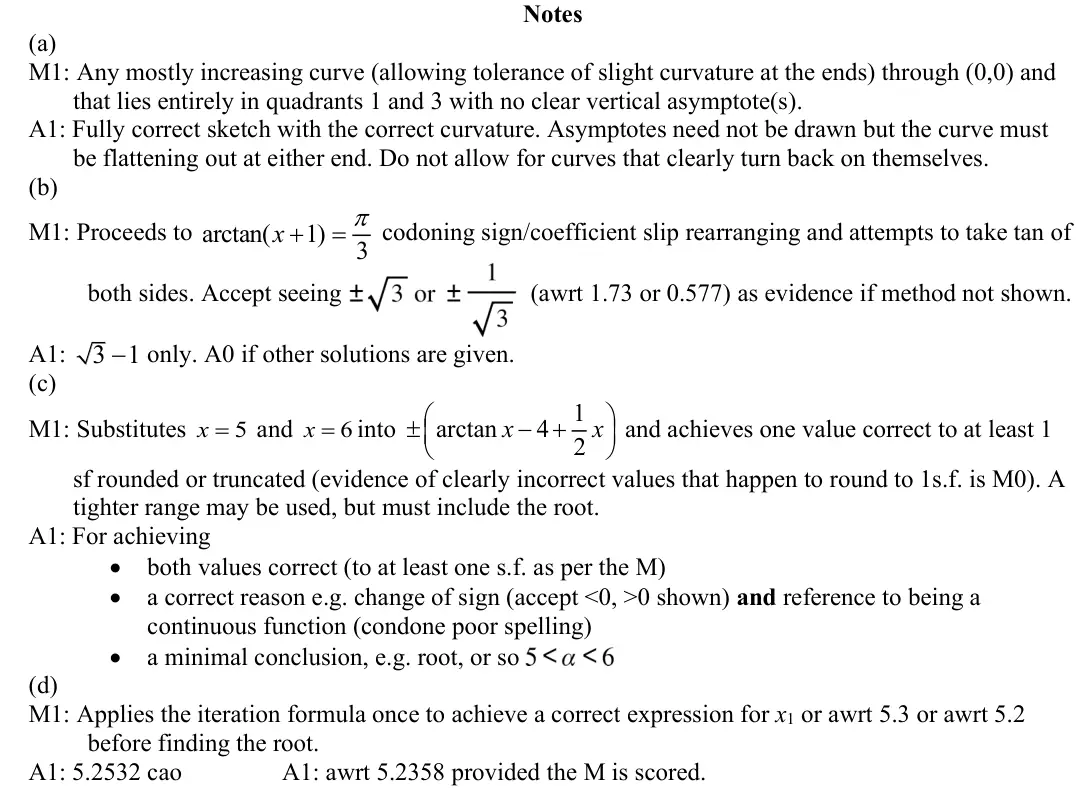 Notes
(a)
M1: Any mostly increasing curve (allowing tolerance of slight curvature at the ends) through (0,0) and
that lies entirely in quadrants 1 and 3 with no clear vertical asymptote(s).
A1: Fully correct sketch with the correct curvature. Asymptotes need not be drawn but the curve must
be flattening out at either end. Do not allow for curves that clearly turn back on themselves.
(b)
M1: Proceeds to arctan(x+1) = π/3 codoning sign/coefficient slip rearranging and attempts to take tan of
both sides. Accept seeing ±√3 or ±1/√3 (awrt 1.73 or 0.577) as evidence if method not shown.
A1: √3 −1 only. A0 if other solutions are given.
(c)
M1: Substitutes x = 5 and x = 6 into ±(arctan x − 4 + 1/2 x) and achieves one value correct to at least 1
sf rounded or truncated (evidence of clearly incorrect values that happen to round to 1s.f. is M0). A
tighter range may be used, but must include the root.
A1: For achieving
• both values correct (to at least one s.f. as per the M)
• a correct reason e.g. change of sign (accept <0, >0 shown) and reference to being a
continuous function (condone poor spelling)
• a minimal conclusion, e.g. root, or so 5 < α < 6
(d)
M1: Applies the iteration formula once to achieve a correct expression for x₁ or awrt 5.3 or awrt 5.2
before finding the root.
A1: 5.2532 cao A1: awrt 5.2358 provided the M is scored.